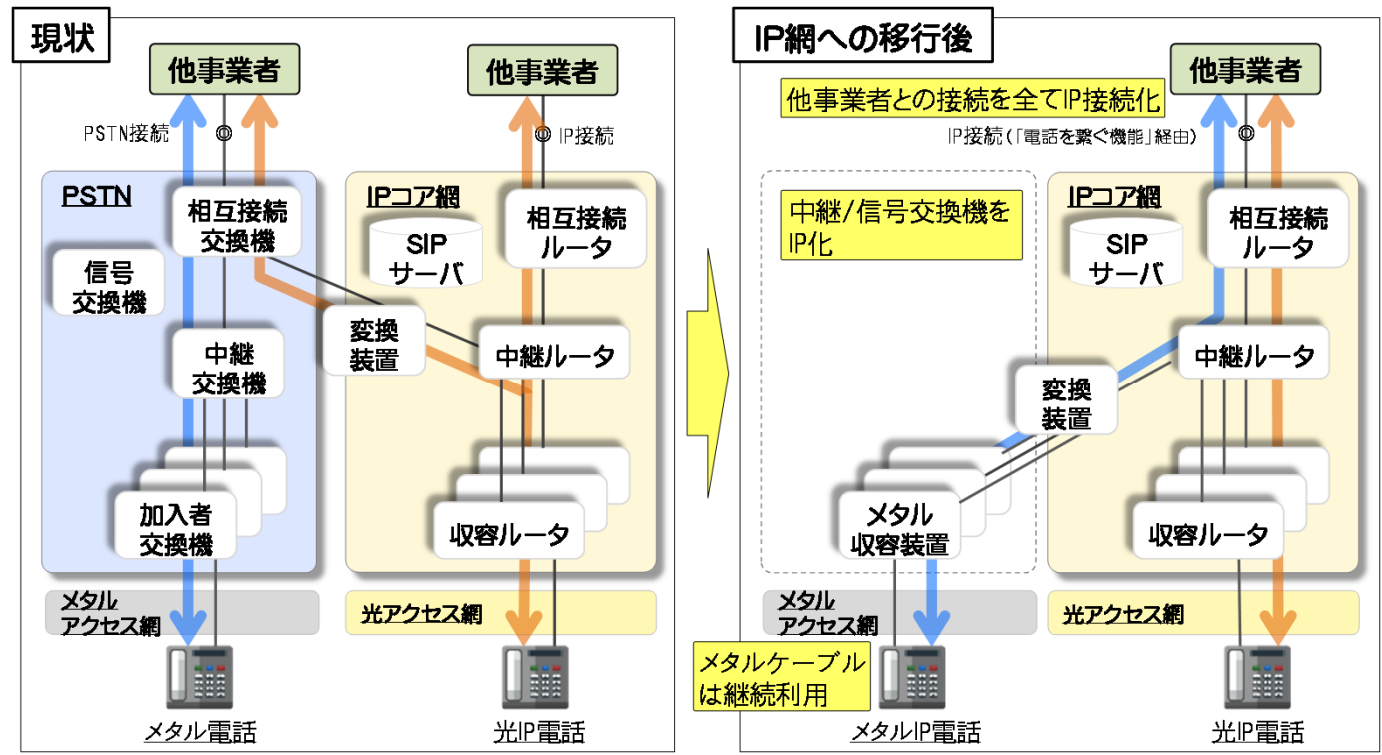 現状
他事業者
他事業者
PSTN接続
IP接続
PSTN
相互接続
交換機
信号
交換機
中継
交換機
加入者
交換機
変換
装置
IPコア網
SIP
サーバ
相互接続
ルータ
中継ルータ
収容ルータ
メタル
アクセス網
光アクセス網
メタル電話
光IP電話
IP網への移行後
他事業者
他事業者との接続を全てIP接続化
IP接続(「電話を繋ぐ機能」経由)
中継/信号交換機を
IP化
IPコア網
SIP
サーバ
相互接続
ルータ
中継ルータ
変換
装置
メタル
収容装置
収容ルータ
メタル
アクセス網
光アクセス網
メタルケーブル
は継続利用
メタルIP電話
光IP電話